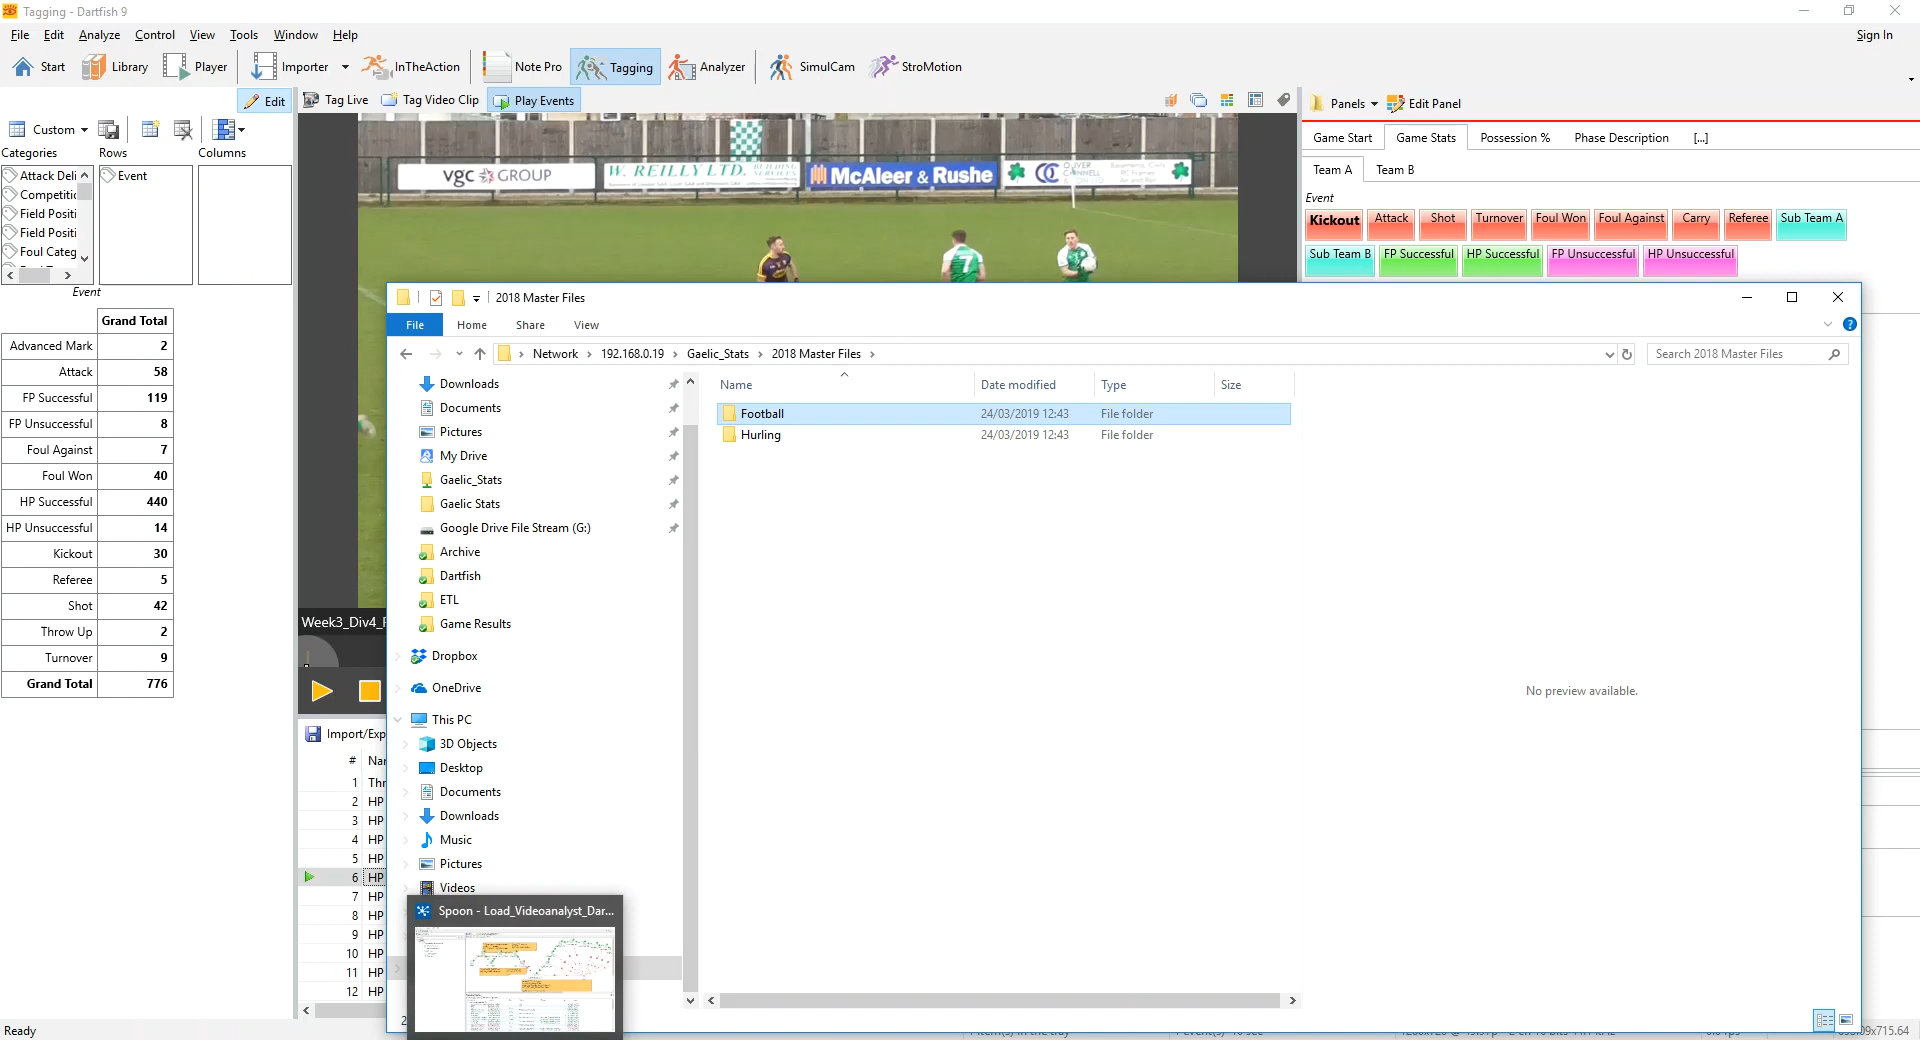 Tagging - Dartfish 9
File Edit Analyze Control View Tools Window Help
Sign In
Start Library Player Importer InTheAction Note Pro Tagging Analyzer SimulCam StroMotion
Edit Tag Live Tag Video Clip Play Events
Panels Edit Panel
Custom
Categories Rows Columns
Attack Deli
Competitic
Field Positi
Field Positi
Foul Categ
Event
Event
Grand Total
Advanced Mark 2
Attack 58
FP Successful 119
FP Unsuccessful 8
Foul Against 7
Foul Won 40
HP Successful 440
HP Unsuccessful 14
Kickout 30
Referee 5
Shot 42
Throw Up 2
Turnover 9
Grand Total 776
Ready
vgc GROUP
W. REILLY LTD.
McAleer & Rushe
CC
7
Week3_Div4_F
Import/Exp
# Nar
1 Thr
2 HP
3 HP
4 HP
5 HP
6 HP
7 HP
8 HP
9 HP
10 HP
11 HP
12 HP
Game Start Game Stats Possession % Phase Description [...]
Team A Team B
Event
Kickout Attack Shot Turnover Foul Won Foul Against Carry Referee Sub Team A
Sub Team B FP Successful HP Successful FP Unsuccessful HP Unsuccessful
2018 Master Files
File Home Share View
Network > 192.168.0.19 > Gaelic_Stats > 2018 Master Files >
Search 2018 Master Files
Downloads
Documents
Pictures
My Drive
Gaelic_Stats
Gaelic Stats
Google Drive File Stream (G:)
Archive
Dartfish
ETL
Game Results
Dropbox
OneDrive
This PC
3D Objects
Desktop
Documents
Downloads
Music
Pictures
Videos
Name Date modified Type Size
Football 24/03/2019 12:43 File folder
Hurling 24/03/2019 12:43 File folder
No preview available.
Spoon - Load_Videoanalyst_Dar...
2